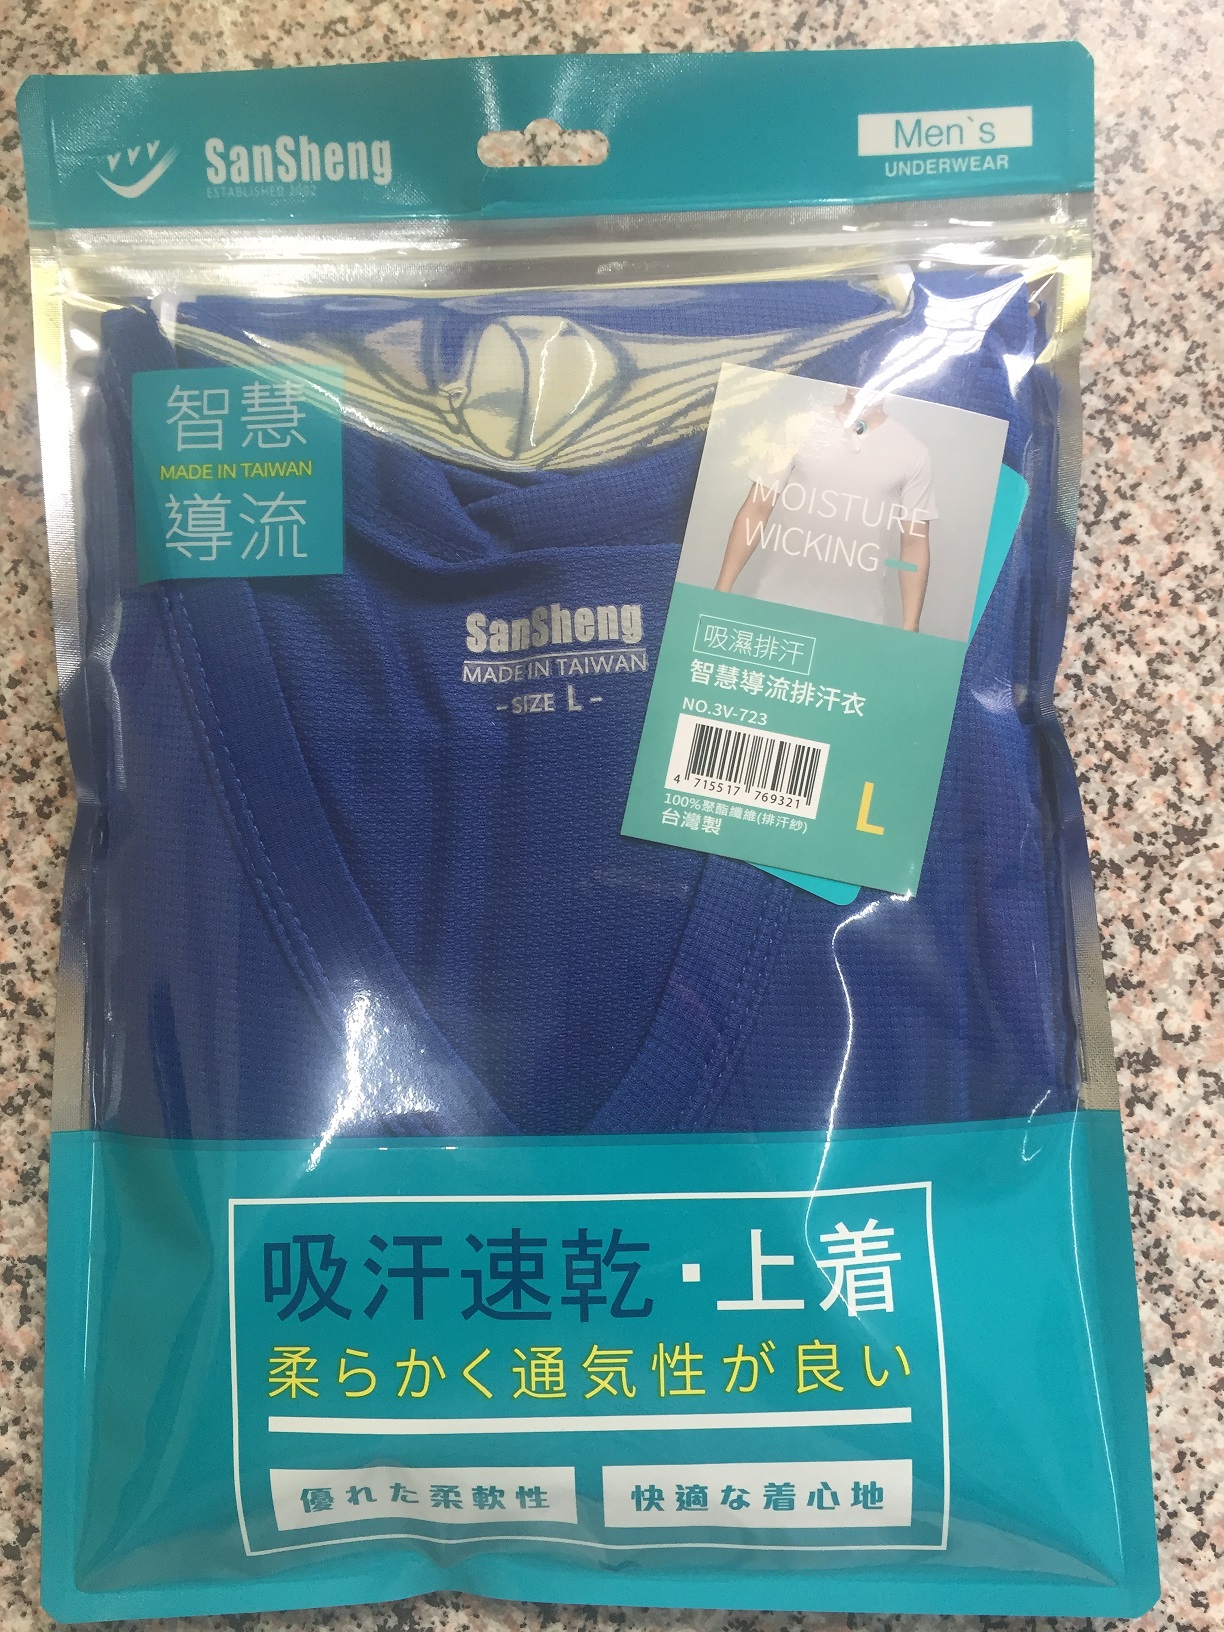 SanSheng
ESTABLISHED 2002
Men`s
UNDERWEAR
智慧
MADE IN TAIWAN
導流
MOISTURE
WICKING
SanSheng
MADE IN TAIWAN
-SIZE L-
吸濕排汗
智慧導流排汗衣
NO.3V-723
4 715517 769321
100%聚酯纖維(排汗紗)
台灣製
L
吸汗速乾·上着
柔らかく通気性が良い
優れた柔軟性
快適な着心地